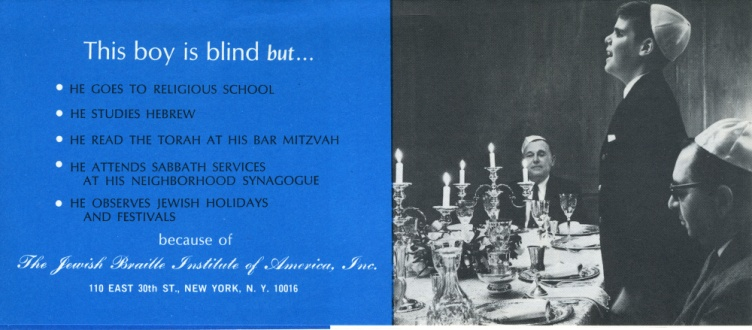 This boy is blind but...
• HE GOES TO RELIGIOUS SCHOOL
• HE STUDIES HEBREW
• HE READ THE TORAH AT HIS BAR MITZVAH
• HE ATTENDS SABBATH SERVICES
AT HIS NEIGHBORHOOD SYNAGOGUE
• HE OBSERVES JEWISH HOLIDAYS
AND FESTIVALS
because of
The Jewish Braille Institute of America, Inc.
110 EAST 30th ST., NEW YORK, N. Y. 10016